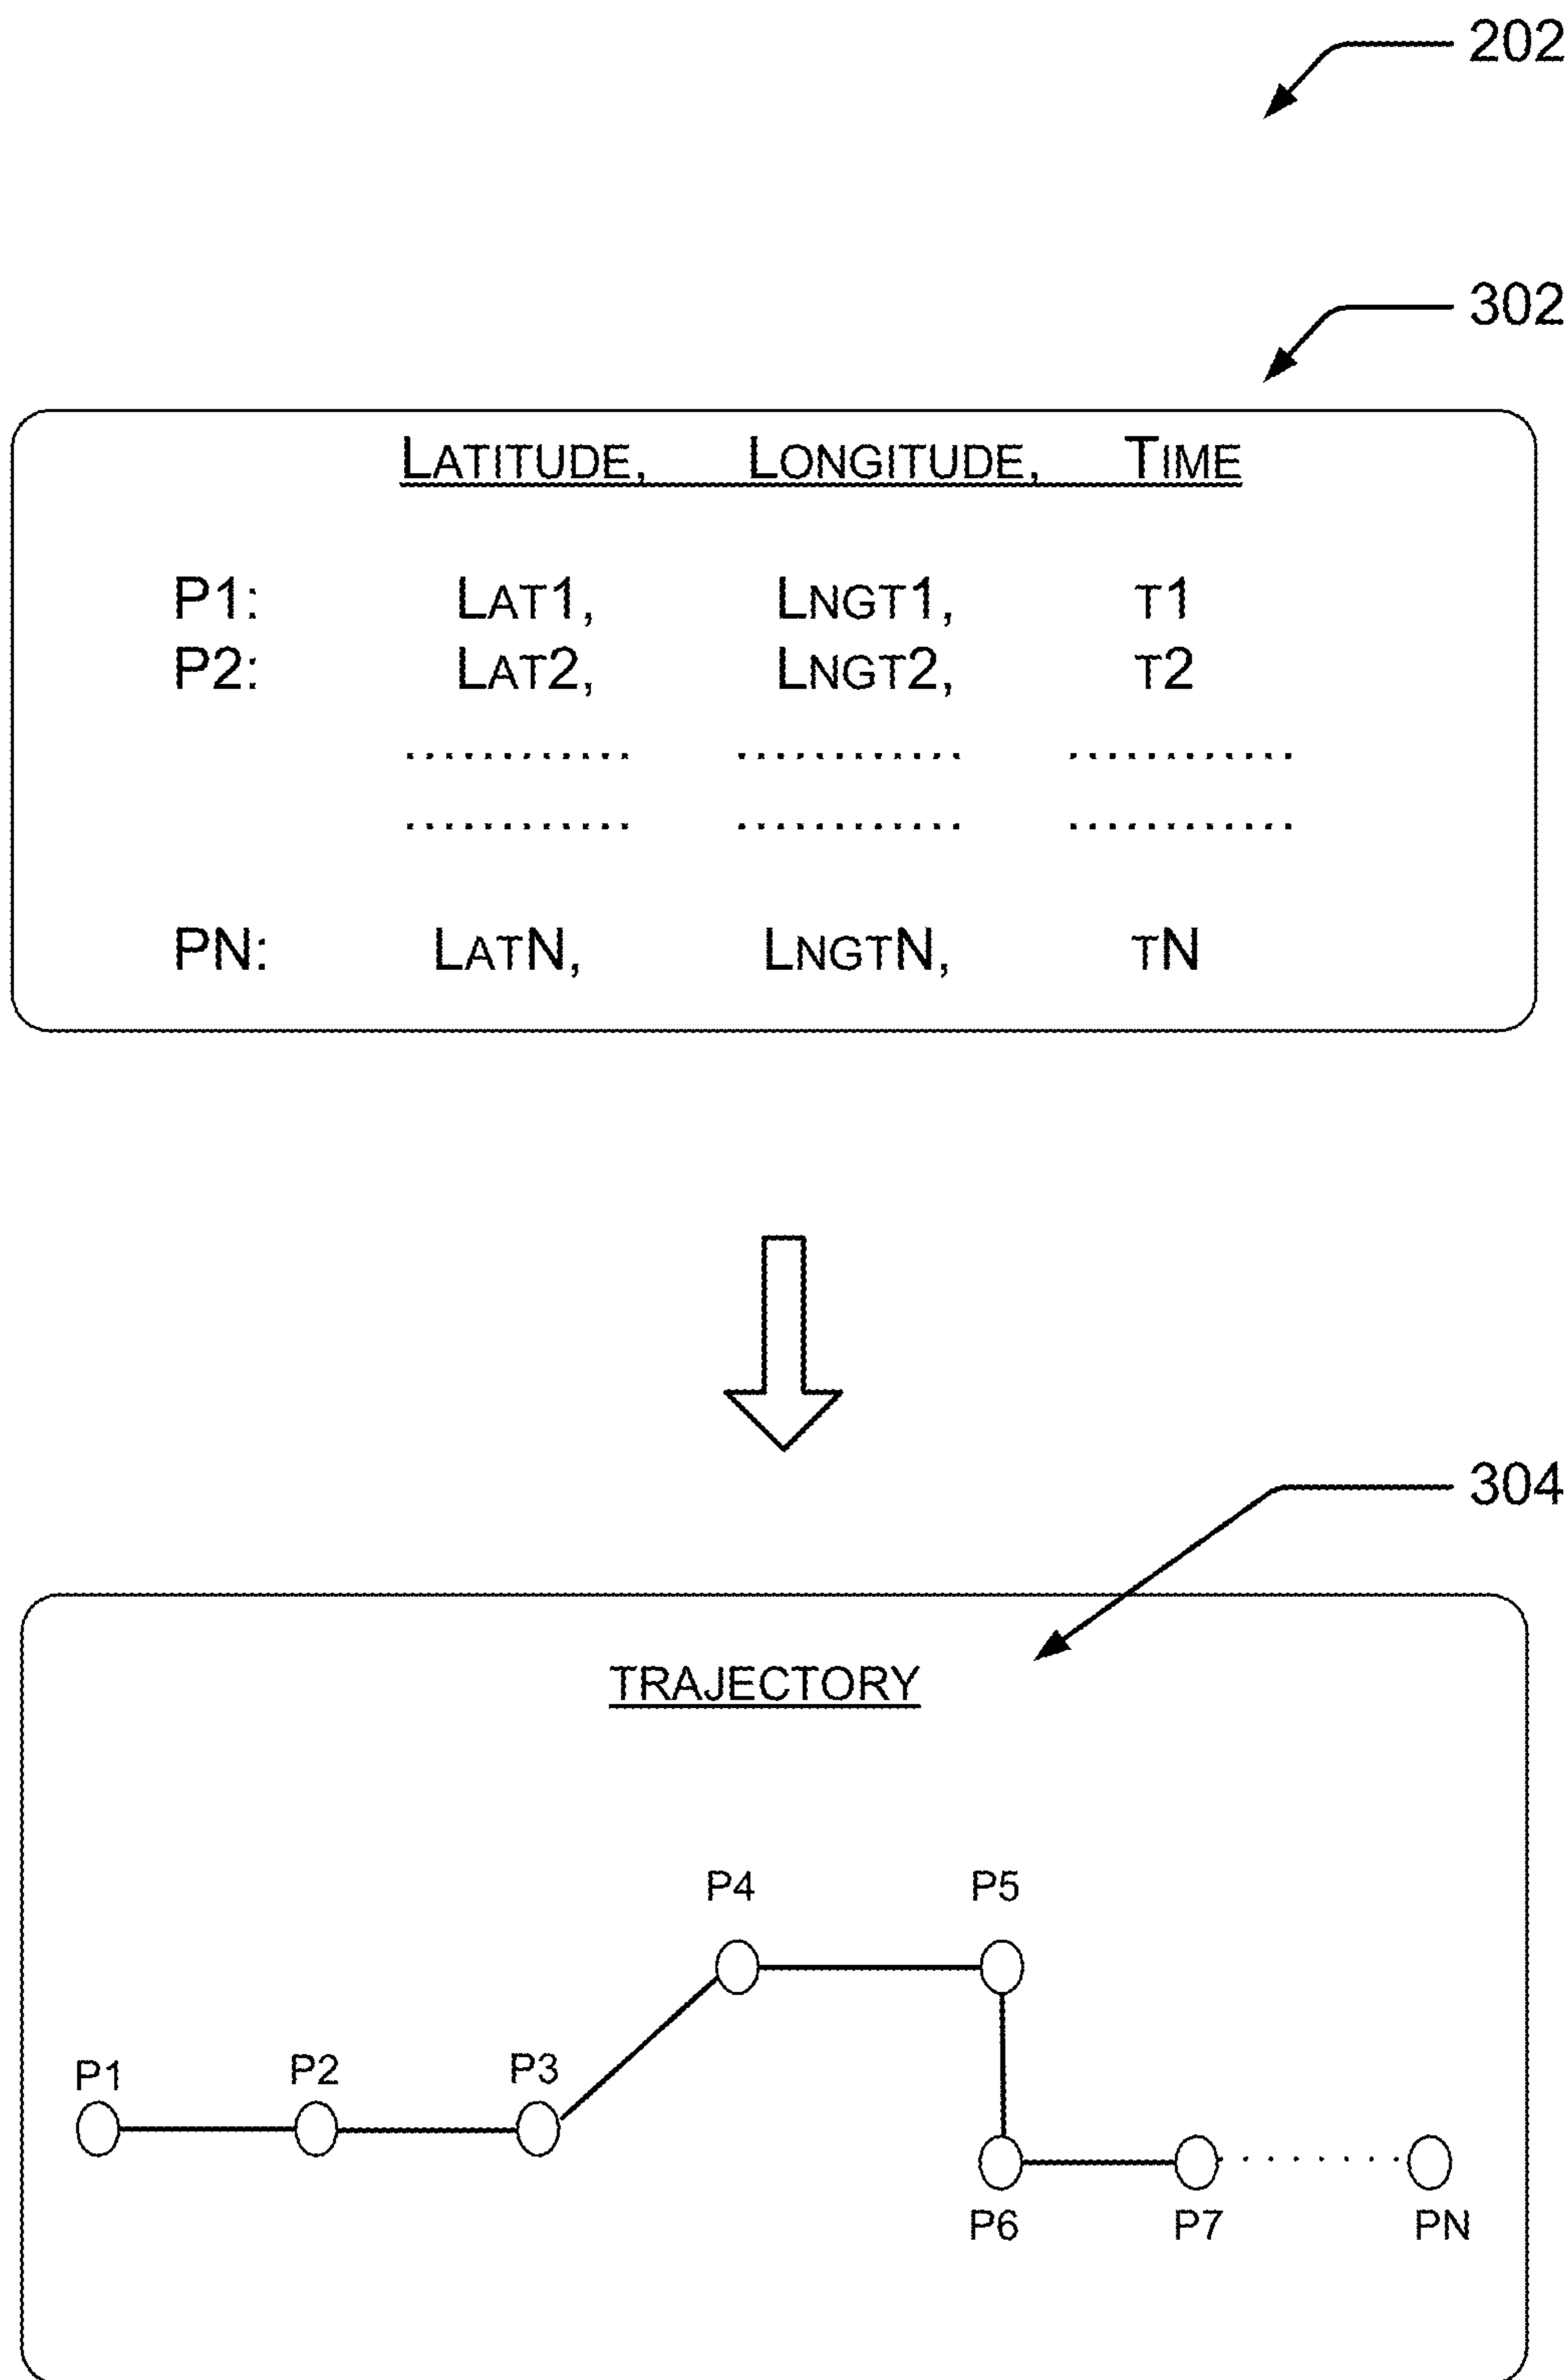 202
302
LATITUDE, LONGITUDE, TIME
P1: LAT1, LNGT1, T1
P2: LAT2, LNGT2, T2
........... ........... ...........
........... ........... ...........
PN: LATN, LNGTN, TN
304
TRAJECTORY
P4 P5
P1 P2 P3
P6 P7 PN